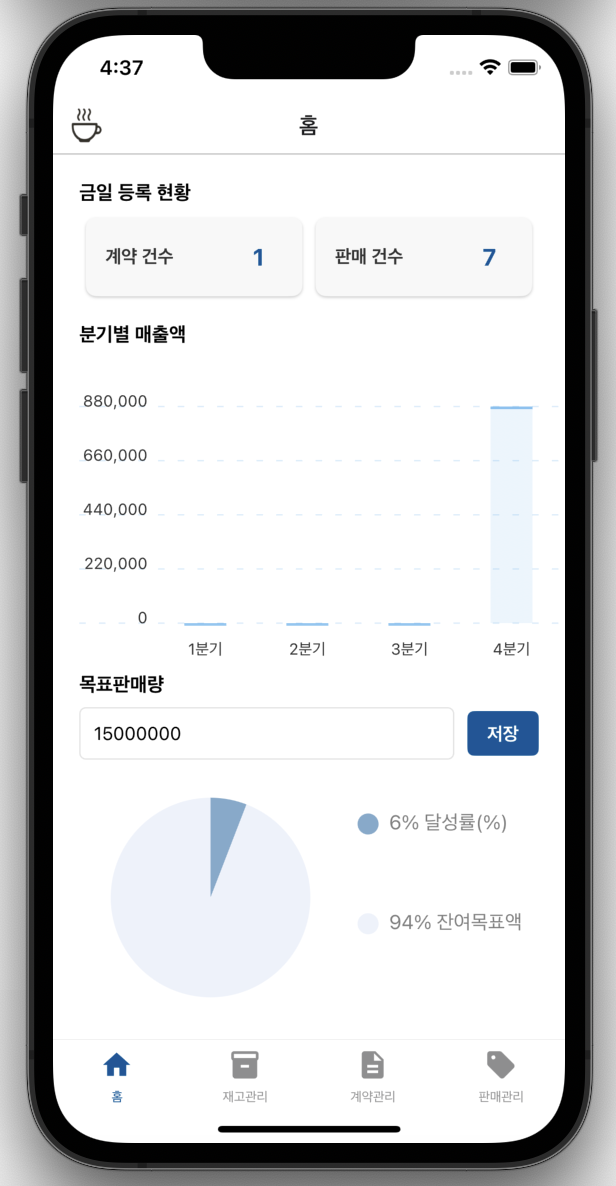 4:37
홈
금일 등록 현황
계약 건수 1 판매 건수 7
분기별 매출액
880,000
660,000
440,000
220,000
0
1분기 2분기 3분기 4분기
목표판매량
15000000 저장
6% 달성률(%)
94% 잔여목표액
홈 재고관리 계약관리 판매관리